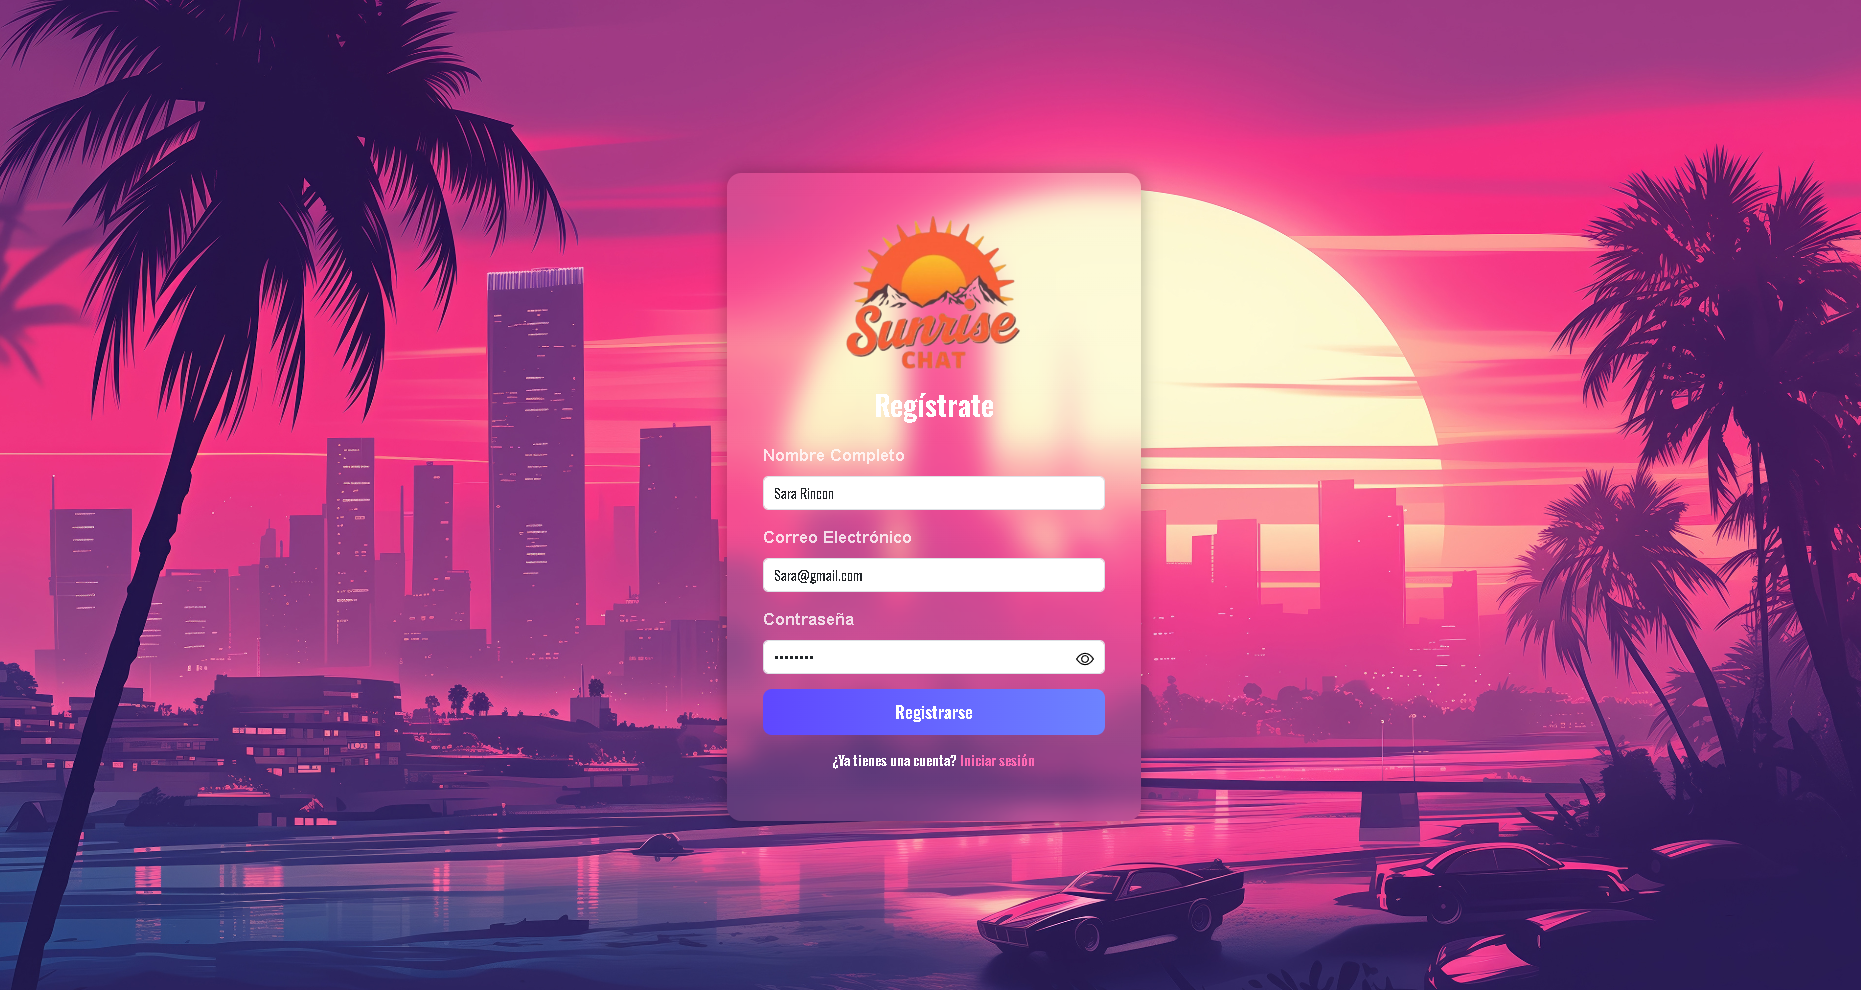 Sunrise
CHAT
Regístrate
Nombre Completo
Sara Rincon
Correo Electrónico
Sara@gmail.com
Contraseña
••••••••
Registrarse
¿Ya tienes una cuenta? Iniciar sesión